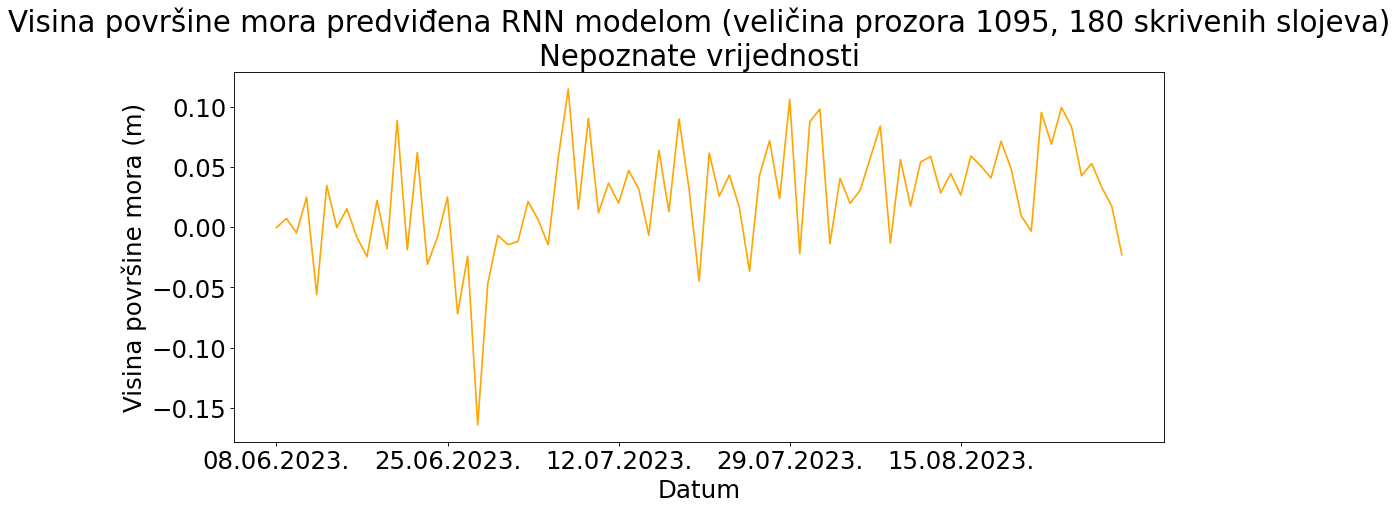 Visina površine mora predviđena RNN modelom (veličina prozora 1095, 180 skrivenih slojeva)
Nepoznate vrijednosti
Visina površine mora (m)
0.10
0.05
0.00
−0.05
−0.10
−0.15
08.06.2023. 25.06.2023. 12.07.2023. 29.07.2023. 15.08.2023.
Datum